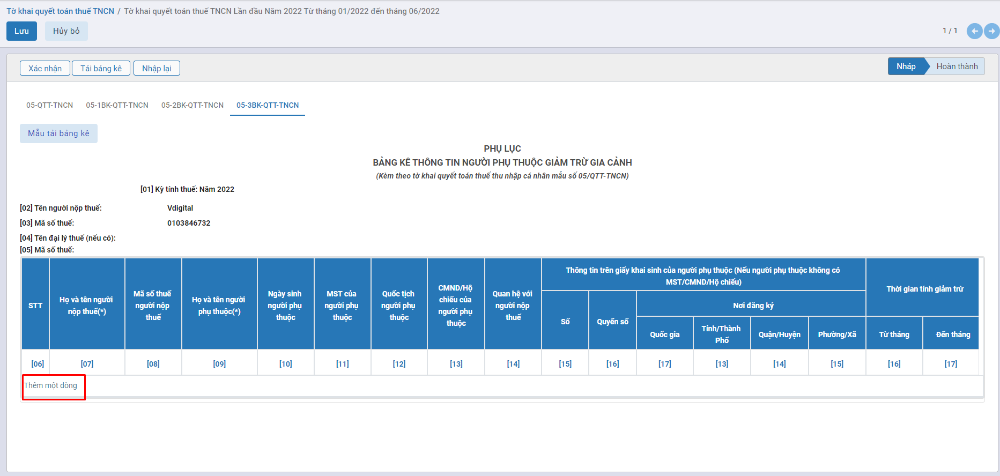 Tờ khai quyết toán thuế TNCN / Tờ khai quyết toán thuế TNCN Lần đầu Năm 2022 Từ tháng 01/2022 đến tháng 06/2022
Lưu
Hủy bỏ
1 / 1
Xác nhận
Tải bảng kê
Nhập lại
Nháp
Hoàn thành
05-QTT-TNCN
05-1BK-QTT-TNCN
05-2BK-QTT-TNCN
05-3BK-QTT-TNCN
Mẫu tải bảng kê
PHỤ LỤC
BẢNG KÊ THÔNG TIN NGƯỜI PHỤ THUỘC GIẢM TRỪ GIA CẢNH
(Kèm theo tờ khai quyết toán thuế thu nhập cá nhân mẫu số 05/QTT-TNCN)
[01] Kỳ tính thuế: Năm 2022
[02] Tên người nộp thuế: Vdigital
[03] Mã số thuế: 0103846732
[04] Tên đại lý thuế (nếu có):
[05] Mã số thuế:
STT
Họ và tên người
nộp thuế(*)
Mã số thuế
người nộp
thuế
Họ và tên người
phụ thuộc(*)
Ngày sinh
người phụ
thuộc
MST của
người phụ
thuộc
Quốc tịch
người phụ
thuộc
CMND/Hộ
chiếu của
người phụ
thuộc
Quan hệ với
người nộp
thuế
Thông tin trên giấy khai sinh của người phụ thuộc (Nếu người phụ thuộc không có
MST/CMND/Hộ chiếu)
Số
Quyển số
Nơi đăng ký
Quốc gia
Tỉnh/Thành
Phố
Quận/Huyện
Phường/Xã
Thời gian tính giảm trừ
Từ tháng
Đến tháng
[06] [07] [08] [09] [10] [11] [12] [13] [14] [15] [16] [17] [13] [14] [15] [16] [17]
Thêm một dòng